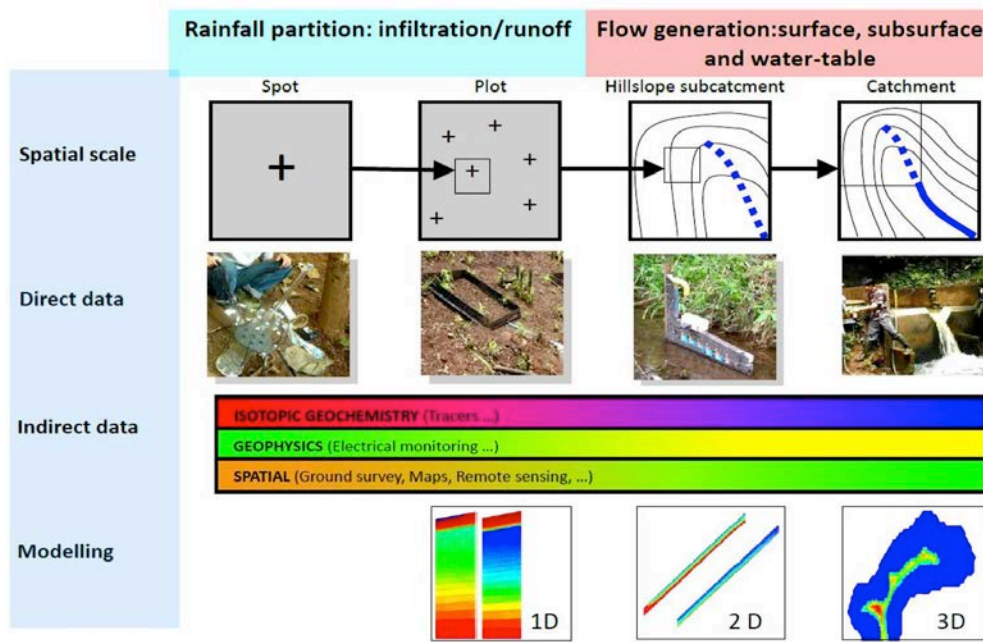 Rainfall partition: infiltration/runoff
Flow generation:surface, subsurface
and water-table
Spot
Plot
Hillslope subcatcment
Catchment
Spatial scale
Direct data
Indirect data
ISOTOPIC GEOCHEMISTRY (Tracers ...)
GEOPHYSICS (Electrical monitoring ...)
SPATIAL (Ground survey, Maps, Remote sensing, ...)
Modelling
1D
2 D
3D